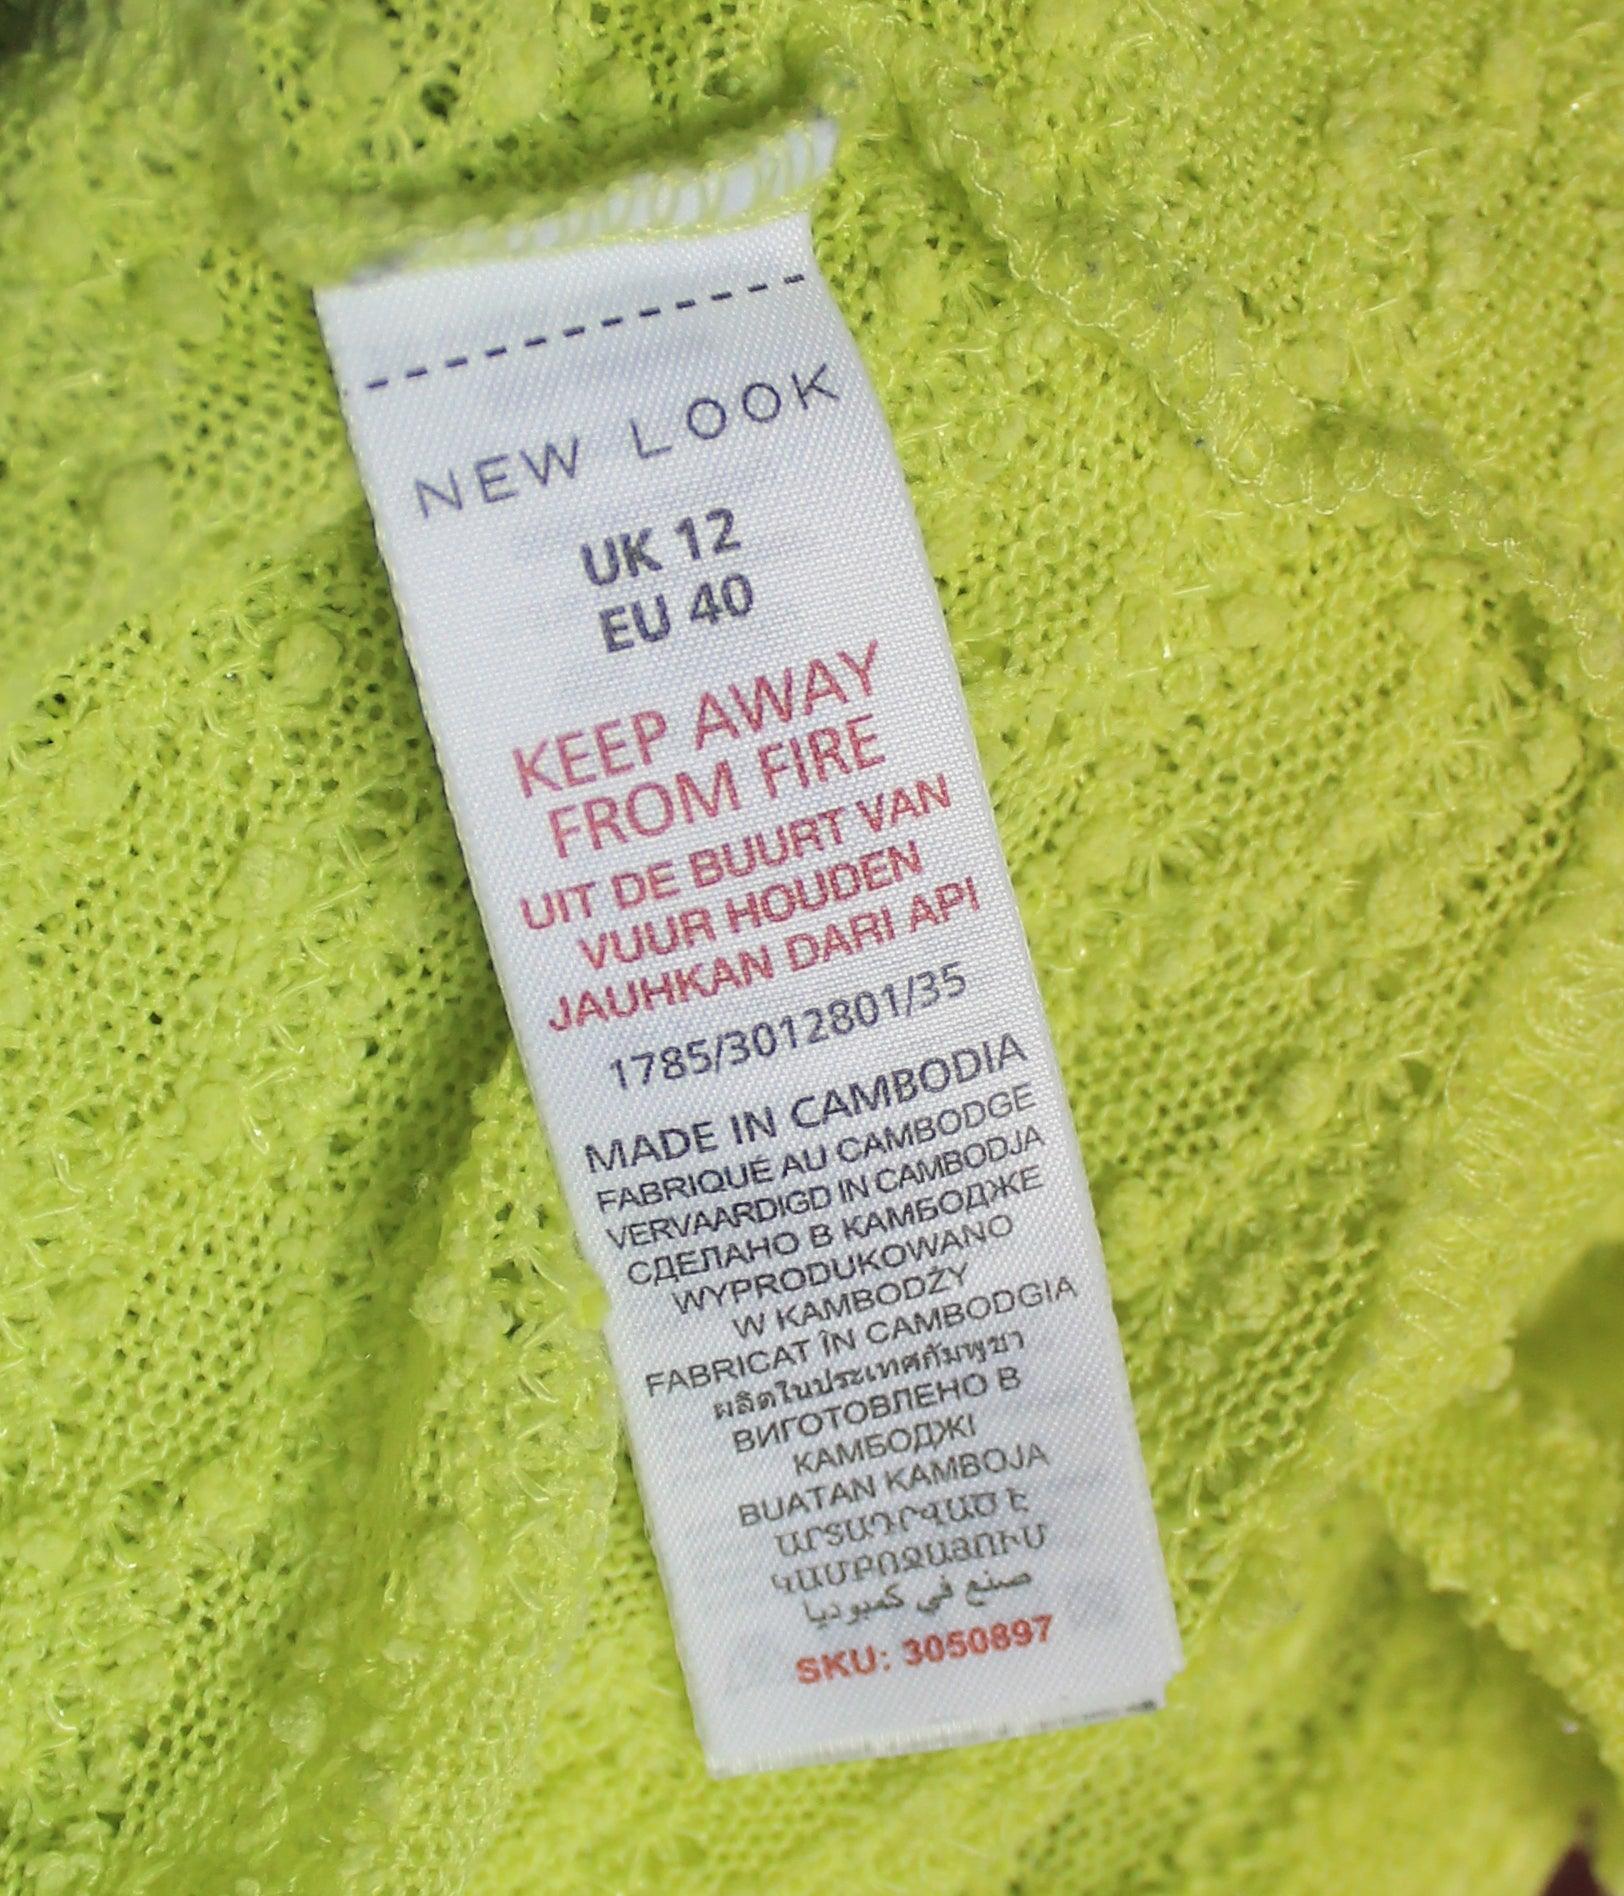 NEW LOOK
UK 12
EU 40
KEEP AWAY
FROM FIRE
UIT DE BUURT VAN
VUUR HOUDEN
JAUHKAN DARI API
1785/3012801/35
MADE IN CAMBODIA
FABRIQUÉ AU CAMBODGE
VERVAARDIGD IN CAMBODJA
СДЕЛАНО В КАМБОДЖЕ
WYPRODUKOWANO
W KAMBODŻY
FABRICAT ÎN CAMBODGIA
ผลิตในประเทศกัมพูชา
ВИГОТОВЛЕНО В
КАМБОДЖІ
BUATAN KAMBOJA
ԱՐՏԱԴՐՎԱԾ Է
ԿԱՄԲՈՋԱՅՈՒՄ
صنع في كمبوديا
SKU: 3050897